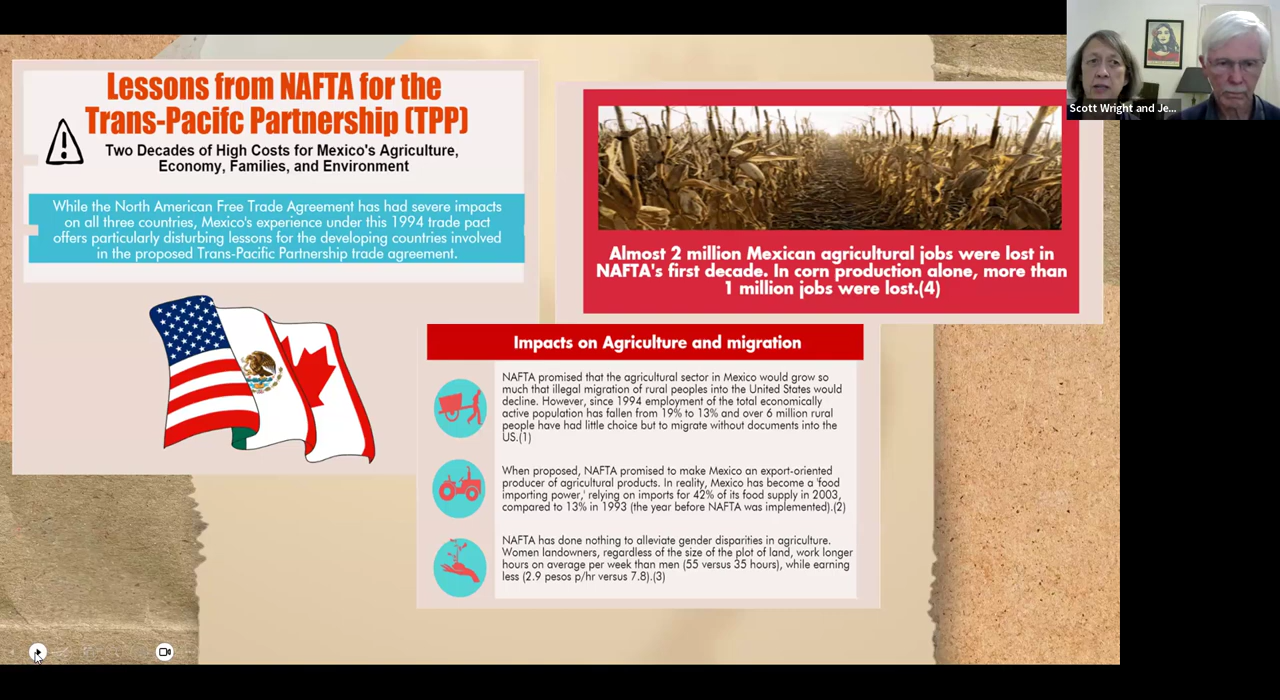 Lessons from NAFTA for the
Trans-Pacifc Partnership (TPP)
Two Decades of High Costs for Mexico's Agriculture,
Economy, Families, and Environment
While the North American Free Trade Agreement has had severe impacts
on all three countries, Mexico's experience under this 1994 trade pact
offers particularly disturbing lessons for the developing countries involved
in the proposed Trans-Pacific Partnership trade agreement.
Almost 2 million Mexican agricultural jobs were lost in
NAFTA's first decade. In corn production alone, more than
1 million jobs were lost.(4)
Impacts on Agriculture and migration
NAFTA promised that the agricultural sector in Mexico would grow so
much that illegal migration of rural peoples into the United States would
decline. However, since 1994 employment of the total economically
active population has fallen from 19% to 13% and over 6 million rural
people have had little choice but to migrate without documents into the
US.(1)
When proposed, NAFTA promised to make Mexico an export-oriented
producer of agricultural products. In reality, Mexico has become a 'food
importing power,' relying on imports for 42% of its food supply in 2003,
compared to 13% in 1993 (the year before NAFTA was implemented).(2)
NAFTA has done nothing to alleviate gender disparities in agriculture.
Women landowners, regardless of the size of the plot of land, work longer
hours on average per week than men (55 versus 35 hours), while earning
less (2.9 pesos p/hr versus 7.8).(3)
Scott Wright and Je...